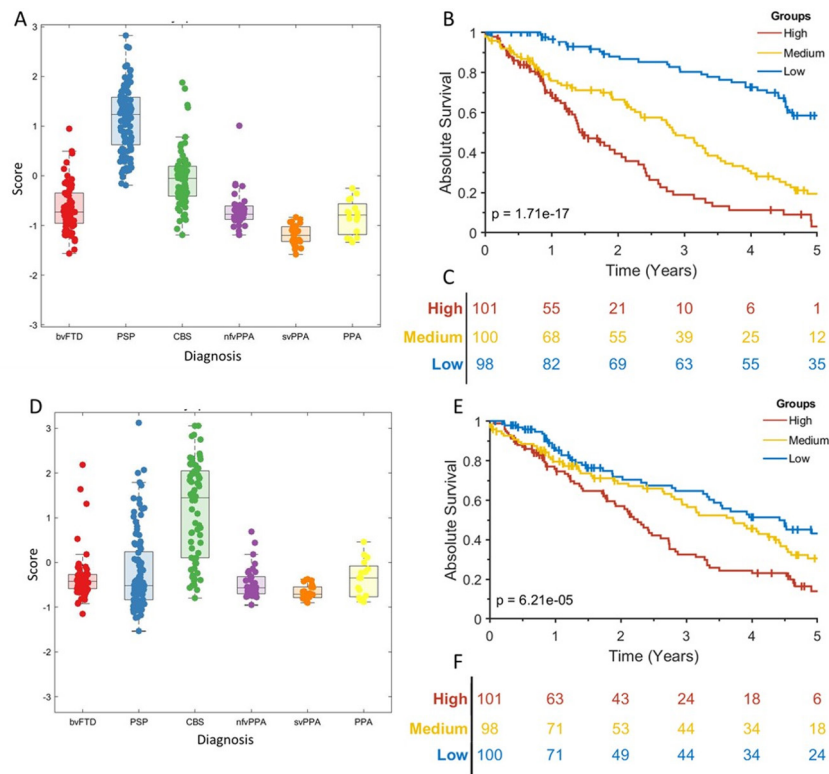 A
3
2
1
0
-1
-2
-3
Score
bvFTD PSP CBS nfvPPA svPPA PPA
Diagnosis
B
Groups
High
Medium
Low
1
0.8
0.6
0.4
0.2
0
Absolute Survival
p = 1.71e-17
0 1 2 3 4 5
Time (Years)
C
High 101 55 21 10 6 1
Medium 100 68 55 39 25 12
Low 98 82 69 63 55 35
D
3
2
1
0
-1
-2
-3
Score
bvFTD PSP CBS nfvPPA svPPA PPA
Diagnosis
E
Groups
High
Medium
Low
1
0.8
0.6
0.4
0.2
0
Absolute Survival
p = 6.21e-05
0 1 2 3 4 5
Time (Years)
F
High 101 63 43 24 18 6
Medium 98 71 53 44 34 18
Low 100 71 49 44 34 24